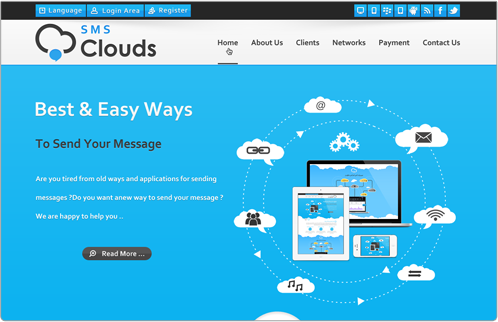 Language Login Area Register
SMS
Clouds
Home About Us Clients Networks Payment Contact Us
Best & Easy Ways
To Send Your Message
Are you tired from old ways and applications for sending
messages ?Do you want anew way to send your message ?
We are happy to help you ..
Read More ...
@